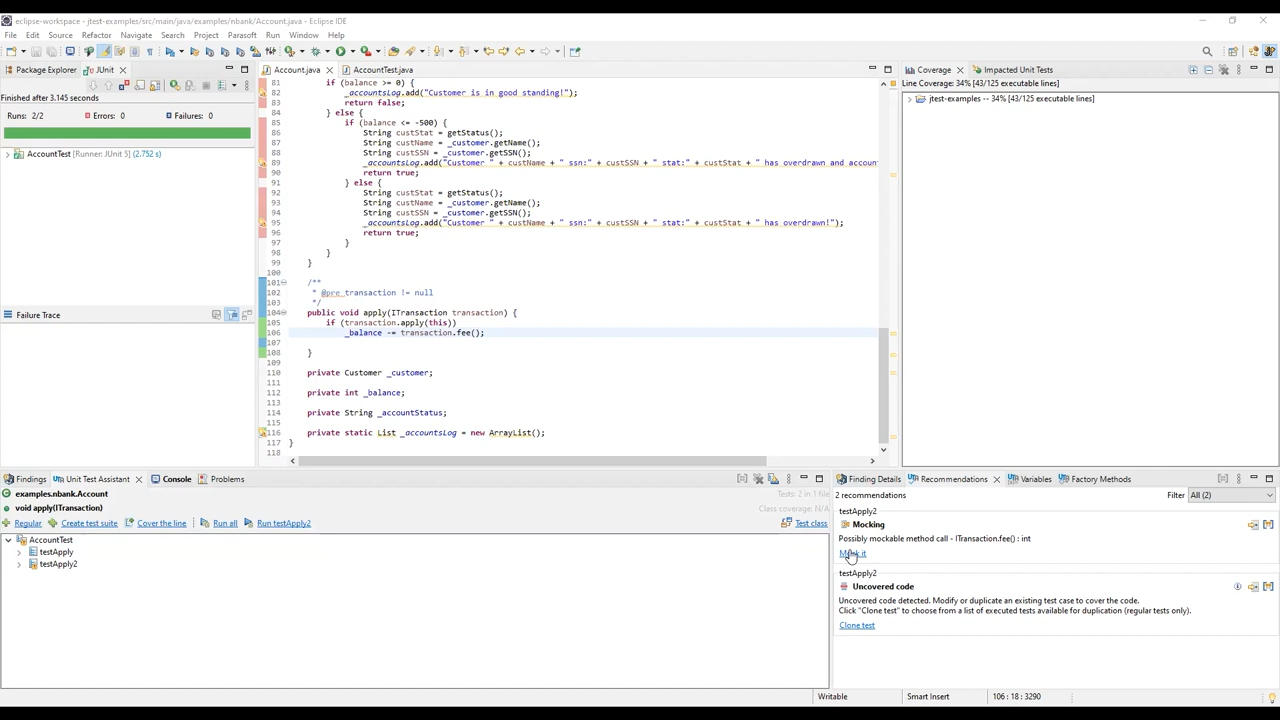 eclipse-workspace - jtest-examples/src/main/java/examples/nbank/Account.java - Eclipse IDE
File Edit Source Refactor Navigate Search Project Parasoft Run Window Help
Package Explorer JUnit
Finished after 3.145 seconds
Runs: 2/2 Errors: 0 Failures: 0
AccountTest [Runner: JUnit 5] (2.752 s)
Failure Trace
Account.java AccountTest.java
81 if (balance >= 0) {
82 _accountsLog.add("Customer is in good standing!");
83 return false;
84 } else {
85 if (balance <= -500) {
86 String custStat = getStatus();
87 String custName = _customer.getName();
88 String custSSN = _customer.getSSN();
89 _accountsLog.add("Customer " + custName + " ssn:" + custSSN + " stat:" + custStat + " has overdrawn and accoun
90 return true;
91 } else {
92 String custStat = getStatus();
93 String custName = _customer.getName();
94 String custSSN = _customer.getSSN();
95 _accountsLog.add("Customer " + custName + " ssn:" + custSSN + " stat:" + custStat + " has overdrawn!");
96 return true;
97 }
98 }
99 }
100
101 /**
102 * @pre transaction != null
103 */
104 public void apply(ITransaction transaction) {
105 if (transaction.apply(this))
106 _balance -= transaction.fee();
107
108 }
109
110 private Customer _customer;
111
112 private int _balance;
113
114 private String _accountStatus;
115
116 private static List _accountsLog = new ArrayList();
117 }
118
Coverage Impacted Unit Tests
Line Coverage: 34% [43/125 executable lines]
jtest-examples -- 34% [43/125 executable lines]
Findings Unit Test Assistant Console Problems
examples.nbank.Account
Tests: 2 in 1 file
void apply(ITransaction)
Class coverage: N/A
Regular Create test suite Cover the line Run all Run testApply2 Test class
AccountTest
testApply
testApply2
Finding Details Recommendations Variables Factory Methods
2 recommendations Filter All (2)
testApply2
Mocking
Possibly mockable method call - ITransaction.fee() : int
Mock it
testApply2
Uncovered code
Uncovered code detected. Modify or duplicate an existing test case to cover the code.
Click "Clone test" to choose from a list of executed tests available for duplication (regular tests only).
Clone test
Writable Smart Insert 106 : 18 : 3290